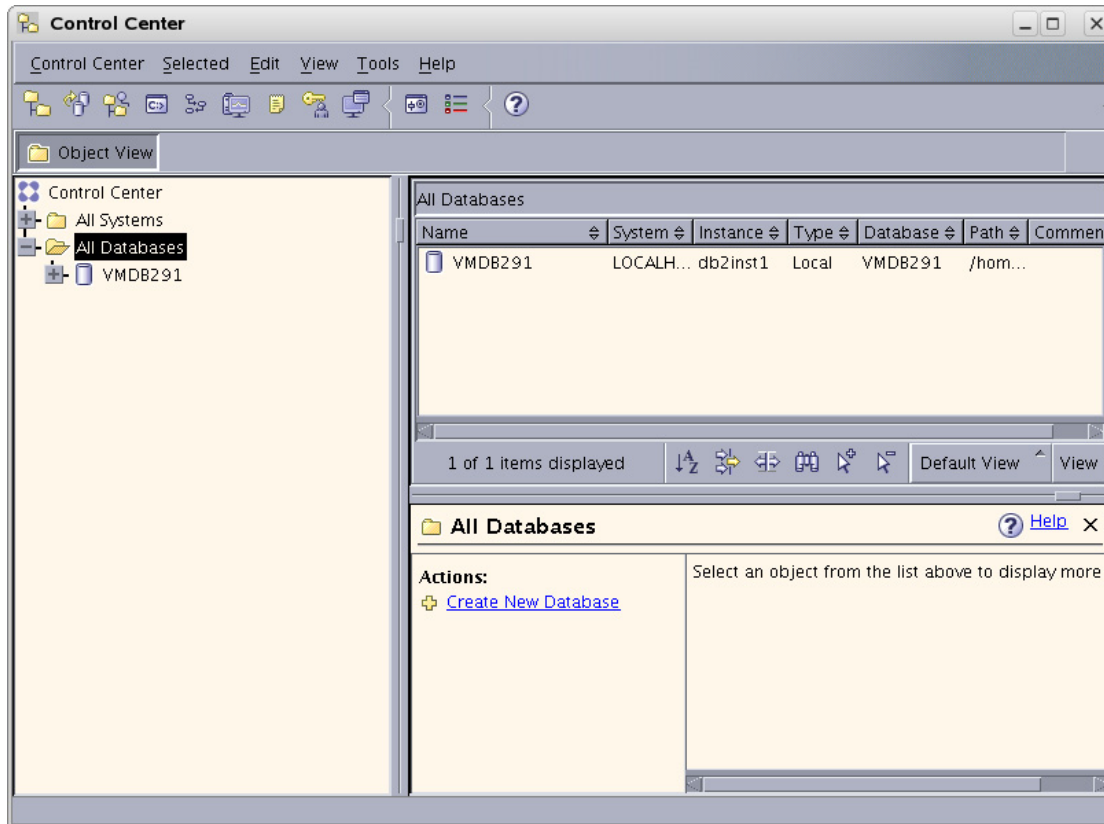 Control Center
Control Center Selected Edit View Tools Help
Object View
Control Center
All Systems
All Databases
VMDB291
All Databases
Name System Instance Type Database Path Commen
VMDB291 LOCALH... db2inst1 Local VMDB291 /hom...
1 of 1 items displayed Default View View
All Databases Help
Actions:
Create New Database
Select an object from the list above to display more